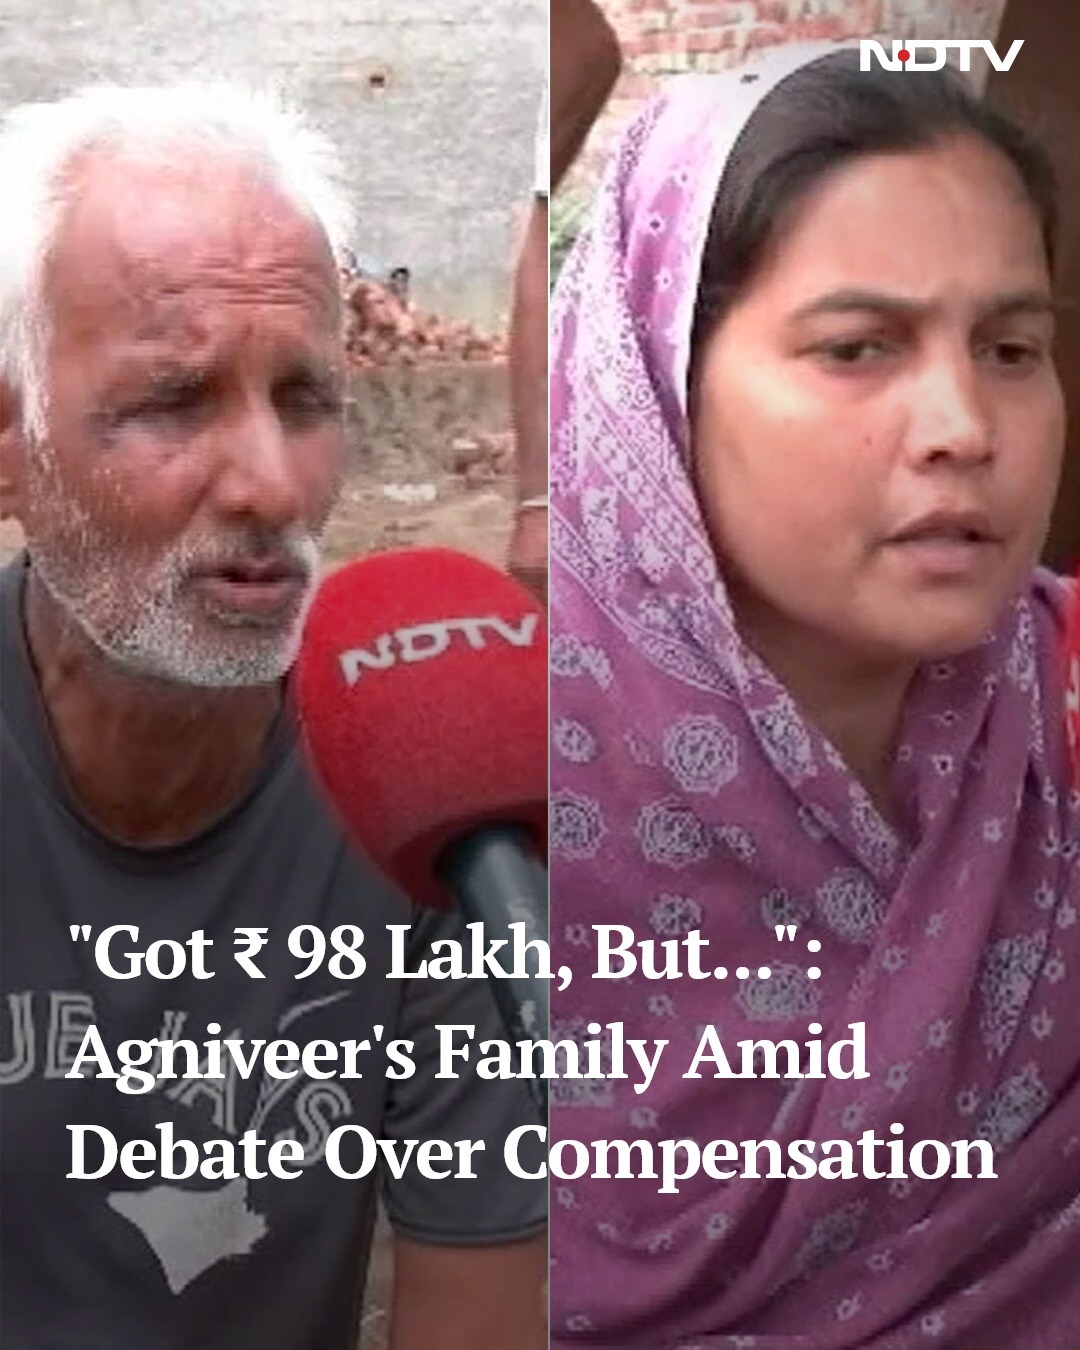 NDTV
NDTV
"Got ₹ 98 Lakh, But...":
Agniveer's Family Amid
Debate Over Compensation